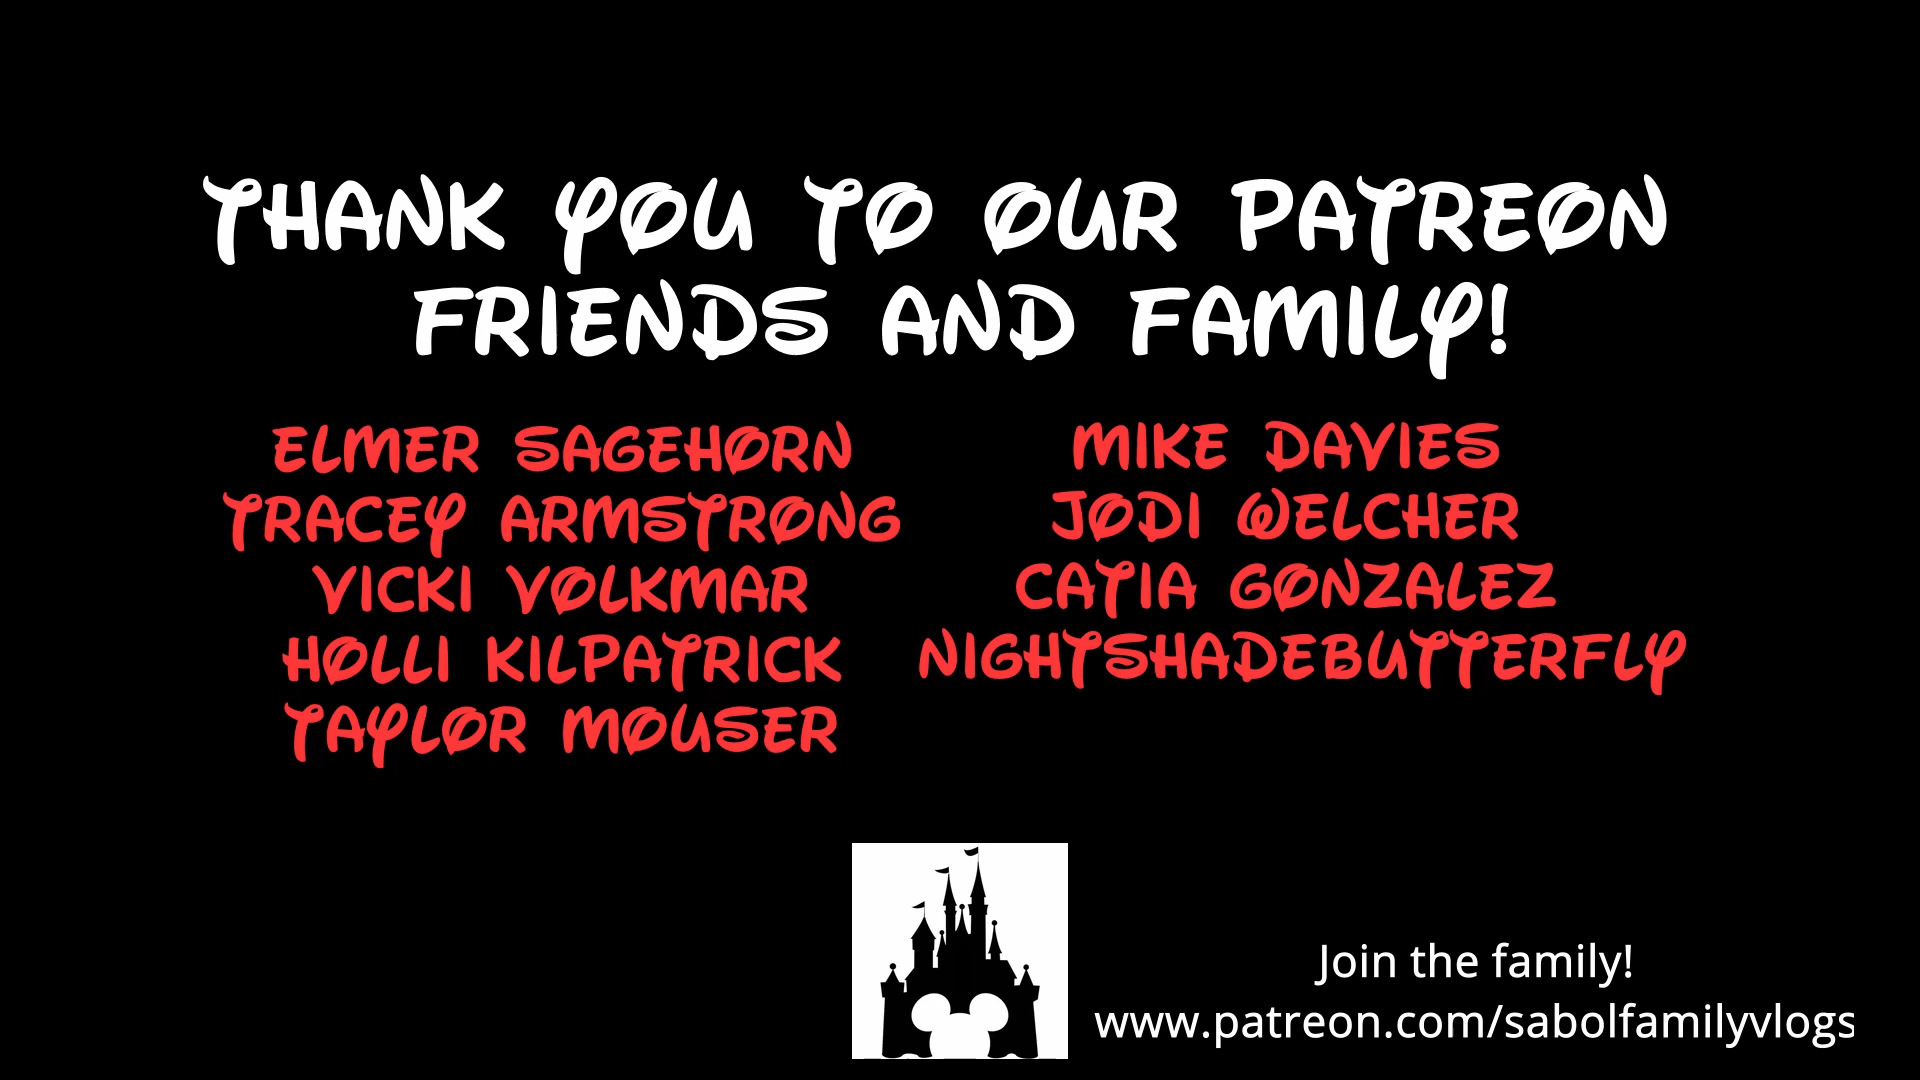 THANK YOU TO OUR PATREON
FRIENDS AND FAMILY!
ELMER SAGEHORN
TRACEY ARMSTRONG
VICKI VOLKMAR
HOLLI KILPATRICK
TAYLOR MOUSER
MIKE DAVIES
JODI WELCHER
CATIA GONZALEZ
NIGHTSHADEBUTTERFLY
Join the family!
www.patreon.com/sabolfamilyvlogs